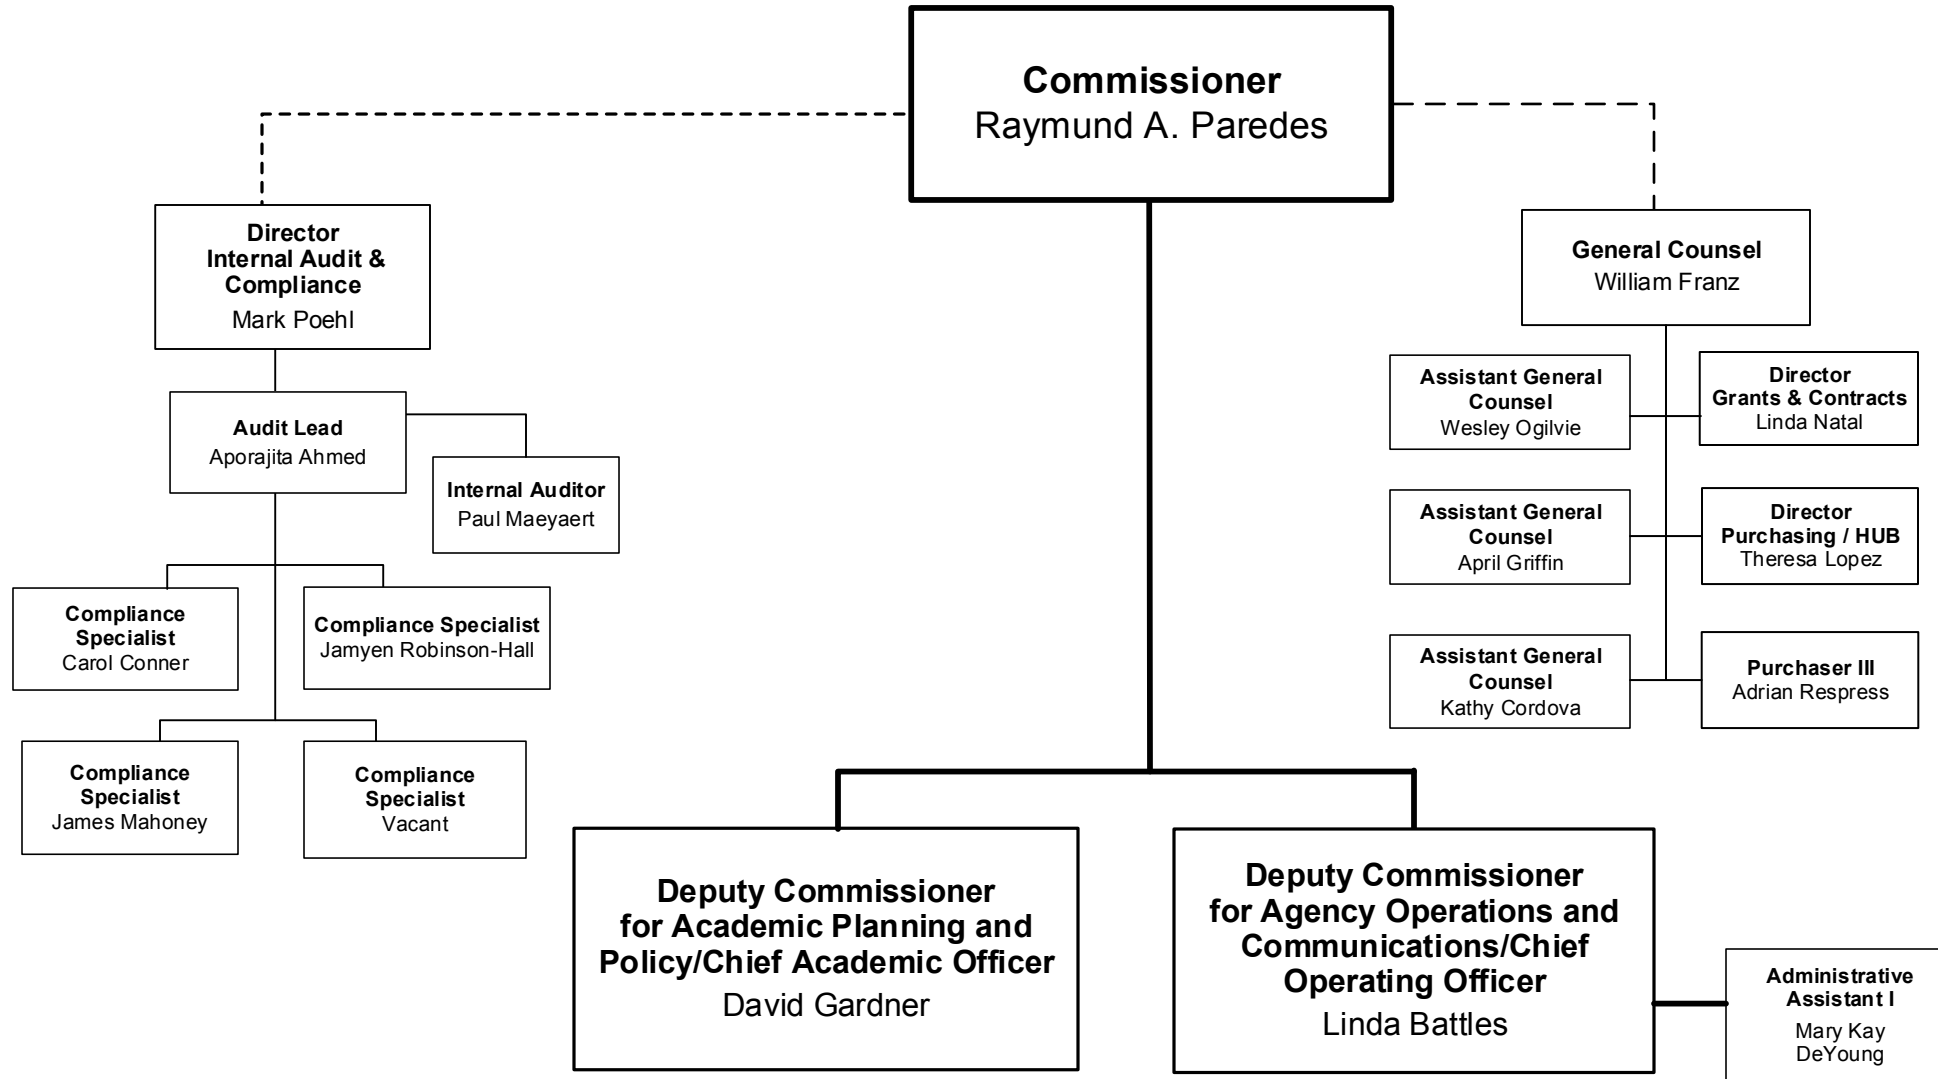 Commissioner
Raymund A. Paredes
Director
Internal Audit &
Compliance
Mark Poehl
General Counsel
William Franz
Audit Lead
Aporajita Ahmed
Internal Auditor
Paul Maeyaert
Compliance
Specialist
Carol Conner
Compliance Specialist
Jamyen Robinson-Hall
Compliance
Specialist
James Mahoney
Compliance
Specialist
Vacant
Assistant General
Counsel
Wesley Ogilvie
Director
Grants & Contracts
Linda Natal
Assistant General
Counsel
April Griffin
Director
Purchasing / HUB
Theresa Lopez
Assistant General
Counsel
Kathy Cordova
Purchaser III
Adrian Respress
Deputy Commissioner
for Academic Planning and
Policy/Chief Academic Officer
David Gardner
Deputy Commissioner
for Agency Operations and
Communications/Chief
Operating Officer
Linda Battles
Administrative
Assistant I
Mary Kay
DeYoung